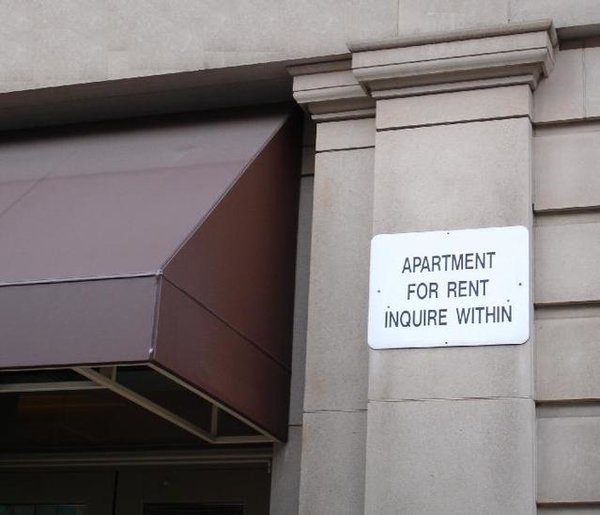 APARTMENT
FOR RENT
INQUIRE WITHIN